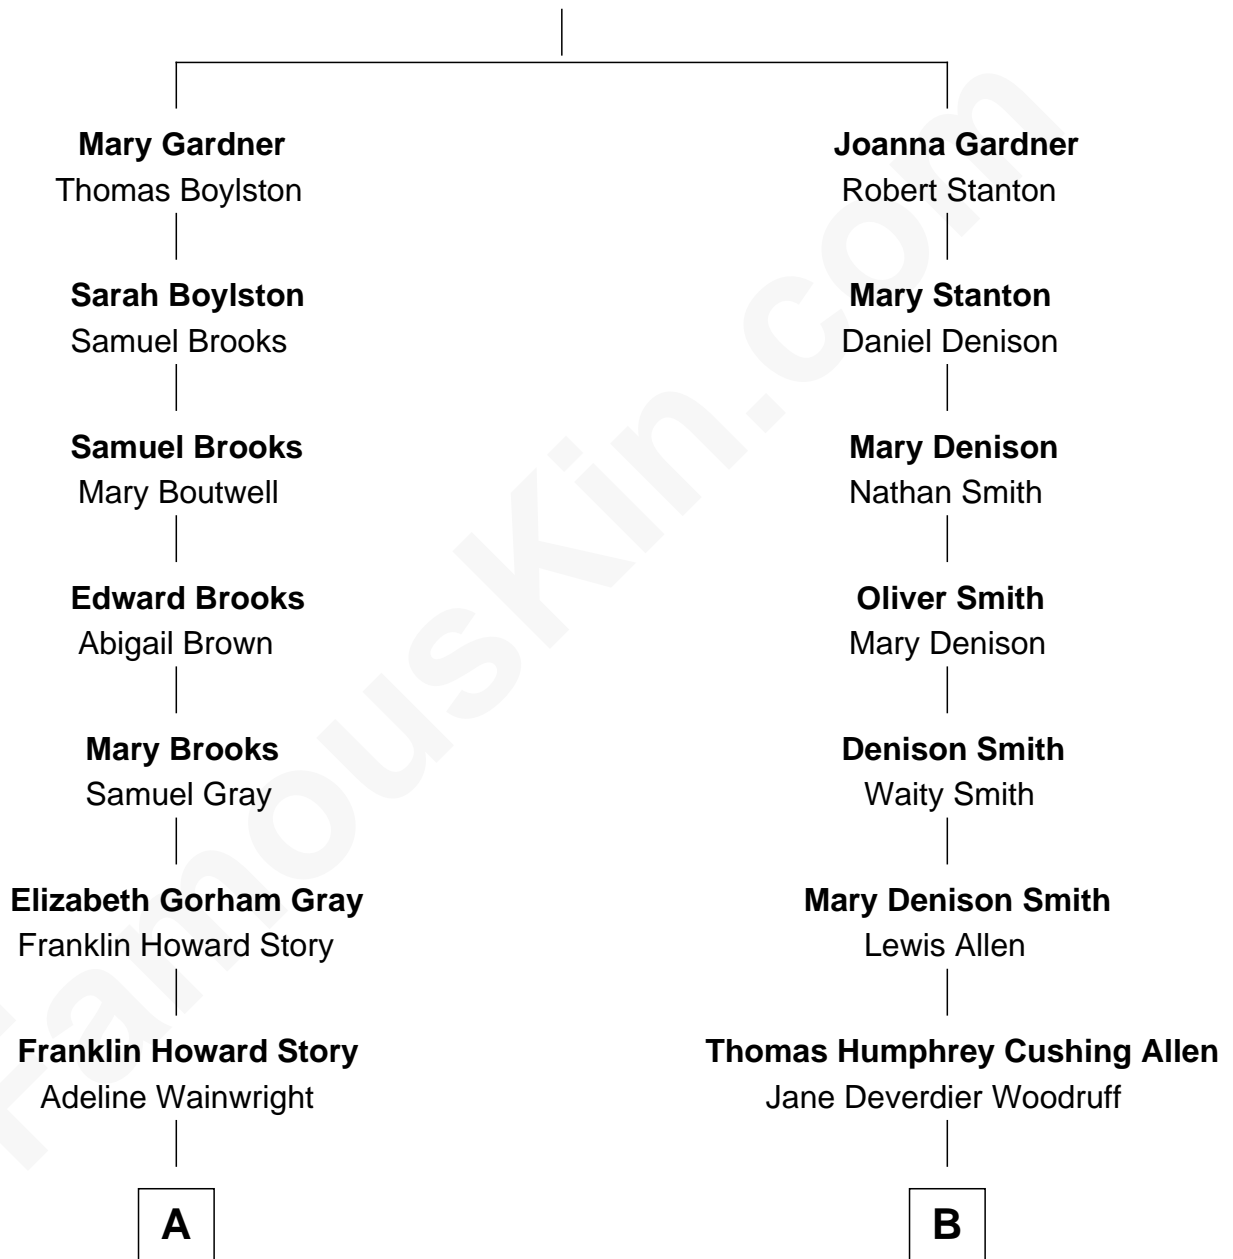 Mary Gardner
Thomas Boylston
Sarah Boylston
Samuel Brooks
Samuel Brooks
Mary Boutwell
Edward Brooks
Abigail Brown
Mary Brooks
Samuel Gray
Elizabeth Gorham Gray
Franklin Howard Story
Franklin Howard Story
Adeline Wainwright
A
Joanna Gardner
Robert Stanton
Mary Stanton
Daniel Denison
Mary Denison
Nathan Smith
Oliver Smith
Mary Denison
Denison Smith
Waity Smith
Mary Denison Smith
Lewis Allen
Thomas Humphrey Cushing Allen
Jane Deverdier Woodruff
B
FamousKin.com